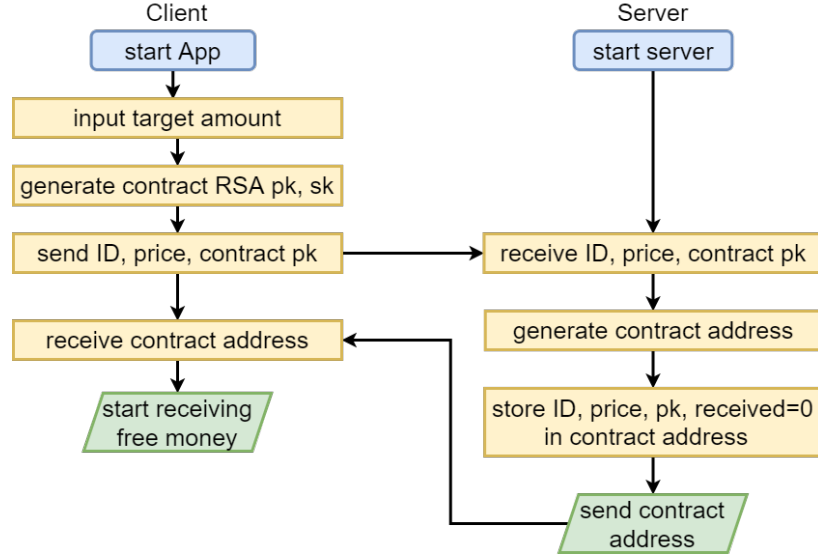 Client
start App
input target amount
generate contract RSA pk, sk
send ID, price, contract pk
receive contract address
start receiving
free money
Server
start server
receive ID, price, contract pk
generate contract address
store ID, price, pk, received=0
in contract address
send contract
address